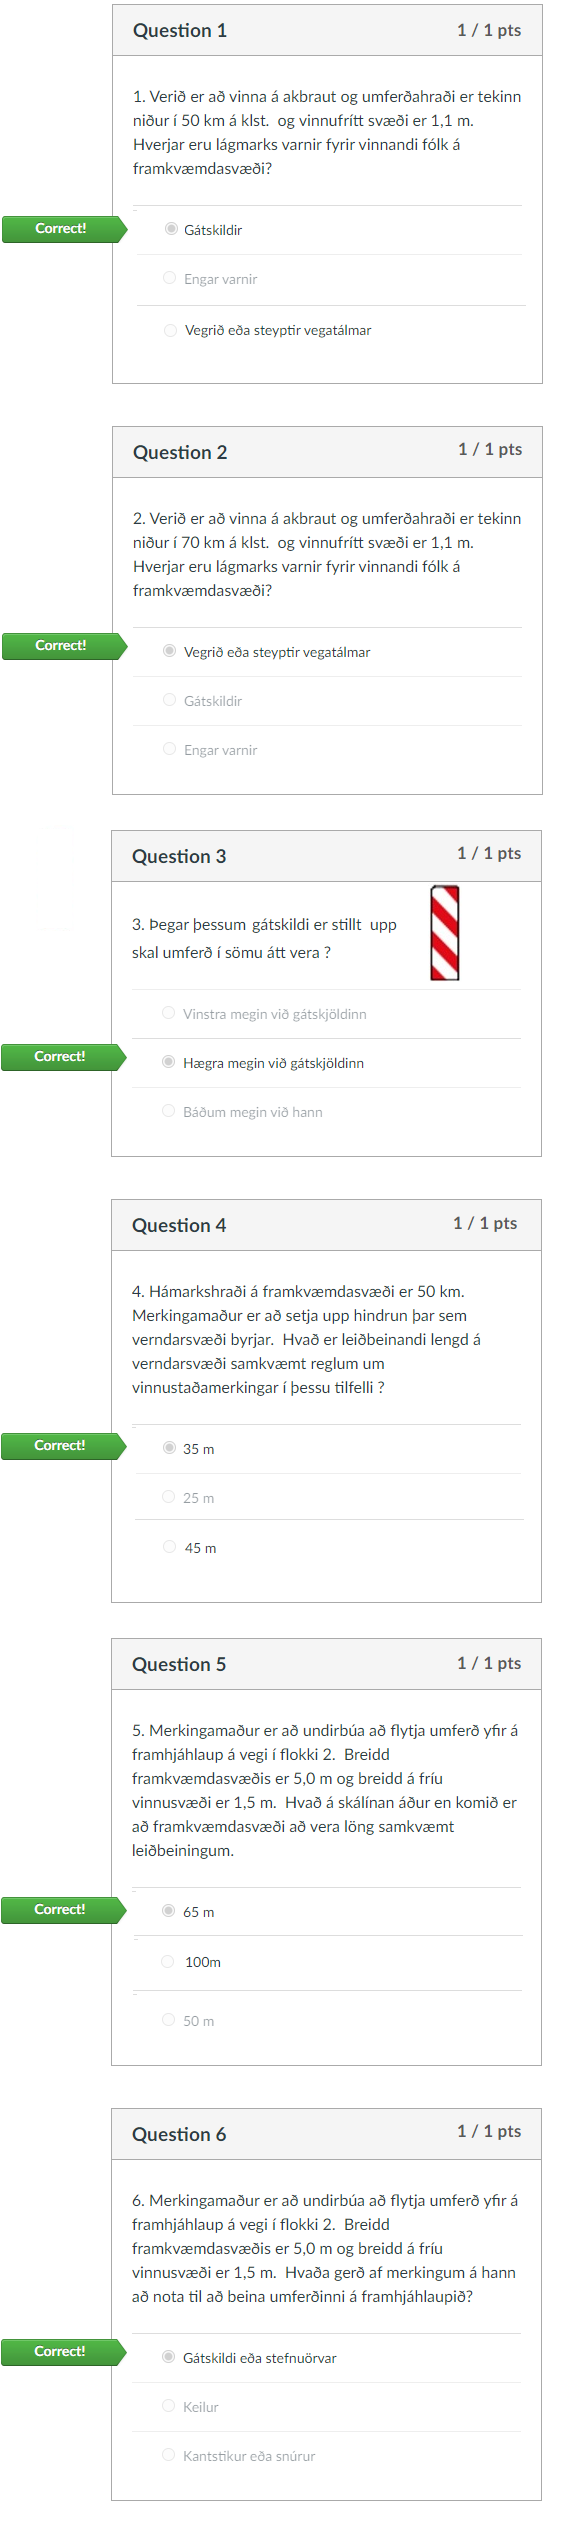 Question 1
1 / 1 pts
1. Verið er að vinna á akbraut og umferðahraði er tekinn
niður í 50 km á klst.  og vinnufrítt svæði er 1,1 m.
Hverjar eru lágmarks varnir fyrir vinnandi fólk á
framkvæmdasvæði?
Correct!
Gátskildir
Engar varnir
Vegrið eða steyptir vegatálmar
Question 2
1 / 1 pts
2. Verið er að vinna á akbraut og umferðahraði er tekinn
niður í 70 km á klst.  og vinnufrítt svæði er 1,1 m.
Hverjar eru lágmarks varnir fyrir vinnandi fólk á
framkvæmdasvæði?
Correct!
Vegrið eða steyptir vegatálmar
Gátskildir
Engar varnir
Question 3
1 / 1 pts
3. Þegar þessum gátskildi er stillt  upp
skal umferð í sömu átt vera ?
Vinstra megin við gátskjöldinn
Correct!
Hægra megin við gátskjöldinn
Báðum megin við hann
Question 4
1 / 1 pts
4. Hámarkshraði á framkvæmdasvæði er 50 km.
Merkingamaður er að setja upp hindrun þar sem
verndarsvæði byrjar.  Hvað er leiðbeinandi lengd á
verndarsvæði samkvæmt reglum um
vinnustaðamerkingar í þessu tilfelli ?
Correct!
35 m
25 m
45 m
Question 5
1 / 1 pts
5. Merkingamaður er að undirbúa að flytja umferð yfir á
framhjáhlaup á vegi í flokki 2.  Breidd
framkvæmdasvæðis er 5,0 m og breidd á fríu
vinnusvæði er 1,5 m.  Hvað á skálínan áður en komið er
að framkvæmdasvæði að vera löng samkvæmt
leiðbeiningum.
Correct!
65 m
100m
50 m
Question 6
1 / 1 pts
6. Merkingamaður er að undirbúa að flytja umferð yfir á
framhjáhlaup á vegi í flokki 2.  Breidd
framkvæmdasvæðis er 5,0 m og breidd á fríu
vinnusvæði er 1,5 m.  Hvaða gerð af merkingum á hann
að nota til að beina umferðinni á framhjáhlaupið?
Correct!
Gátskildi eða stefnuörvar
Keilur
Kantstikur eða snúrur